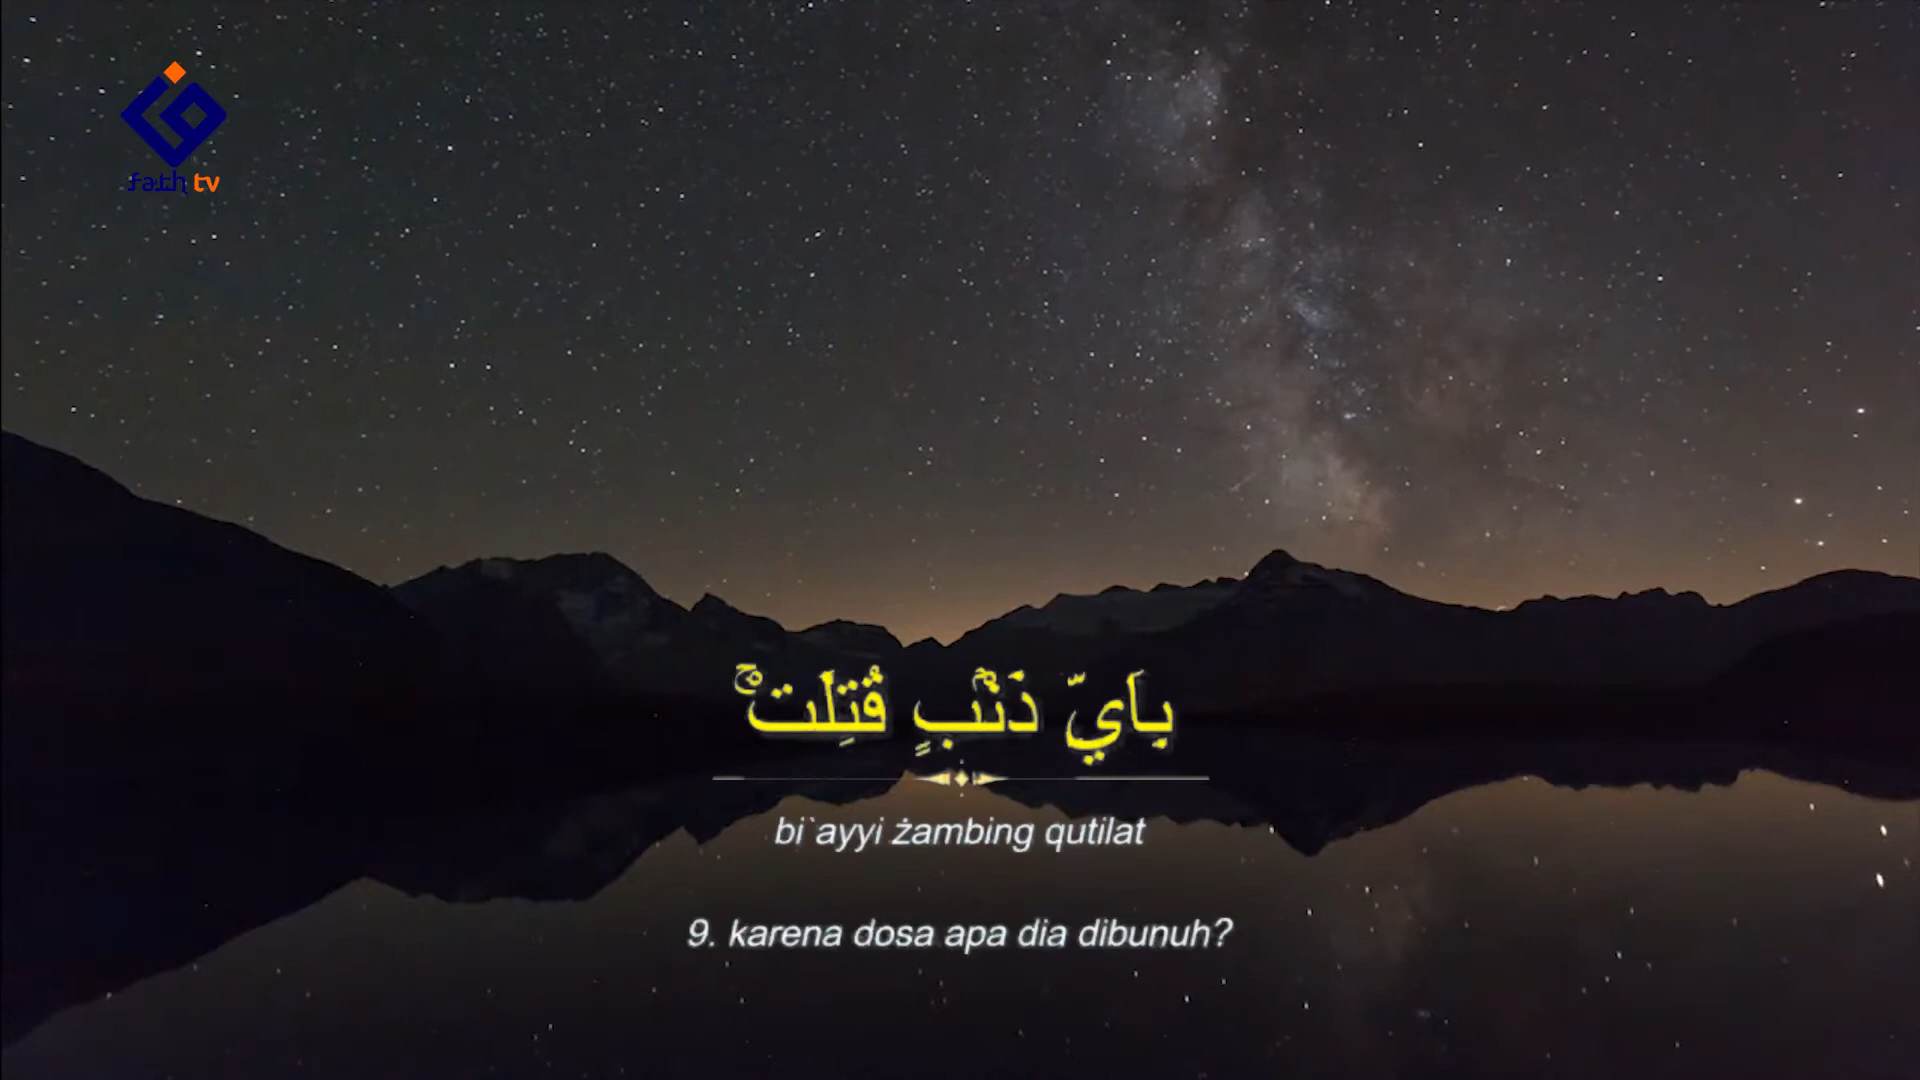 fath tv
بِاَيِّ ذَنْۢبٍ قُتِلَتْۚ
bi`ayyi żambing qutilat
9. karena dosa apa dia dibunuh?